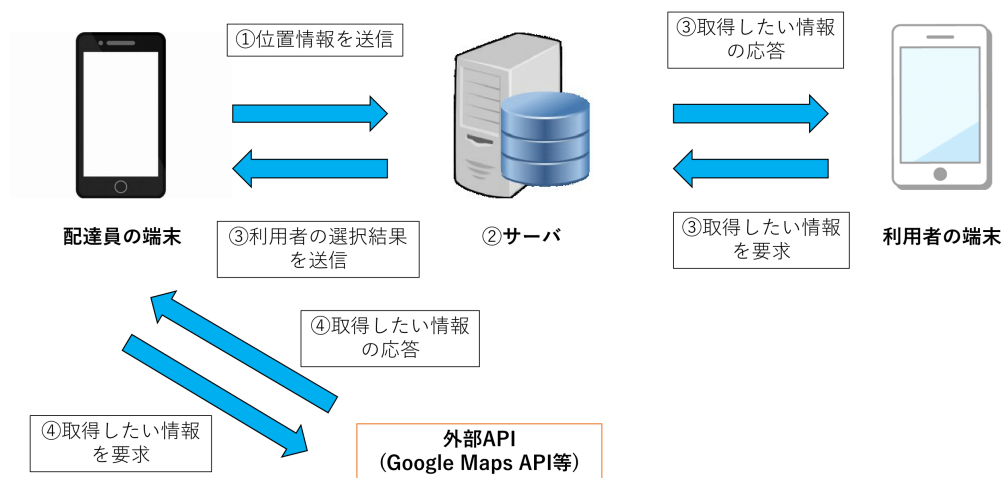 ①位置情報を送信
③取得したい情報
の応答
配達員の端末
③利用者の選択結果
を送信
②サーバ
③取得したい情報
を要求
利用者の端末
④取得したい情報
の応答
④取得したい情報
を要求
外部API
(Google Maps API等)